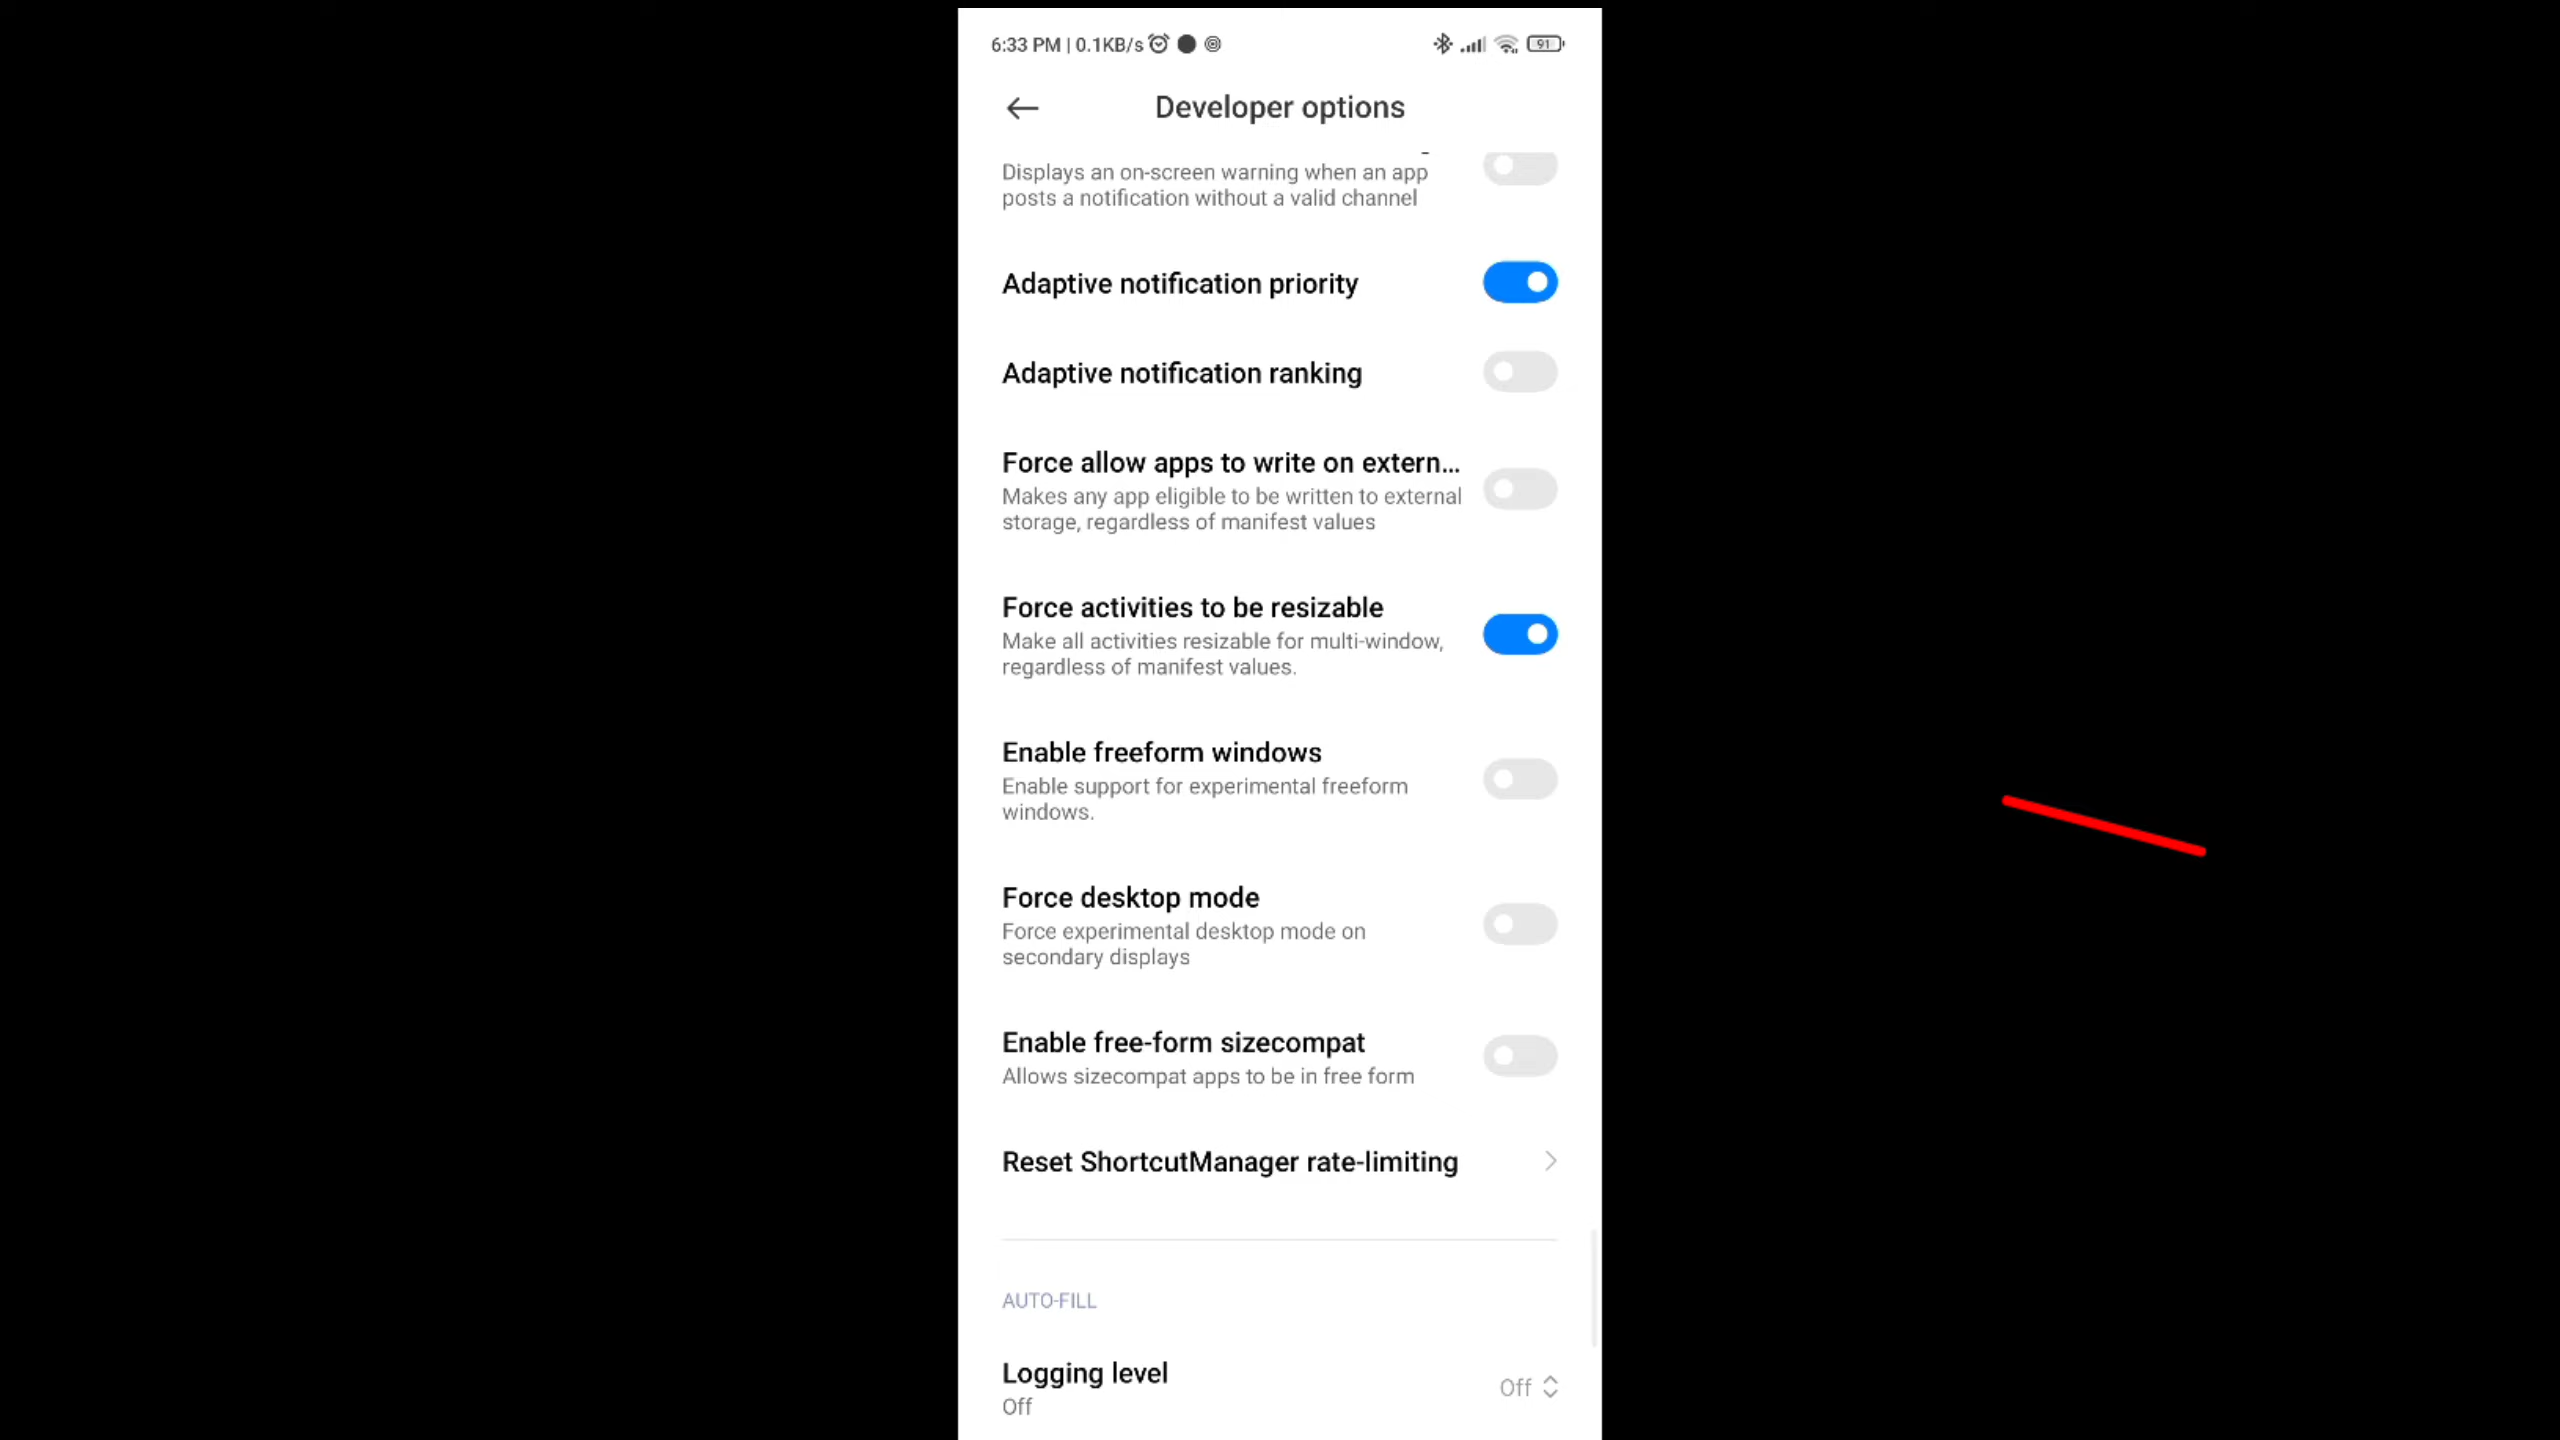 6:33 PM | 0.1KB/s
91
Developer options
Displays an on-screen warning when an app
posts a notification without a valid channel
Adaptive notification priority
Adaptive notification ranking
Force allow apps to write on extern...
Makes any app eligible to be written to external
storage, regardless of manifest values
Force activities to be resizable
Make all activities resizable for multi-window,
regardless of manifest values.
Enable freeform windows
Enable support for experimental freeform
windows.
Force desktop mode
Force experimental desktop mode on
secondary displays
Enable free-form sizecompat
Allows sizecompat apps to be in free form
Reset ShortcutManager rate-limiting
AUTO-FILL
Logging level
Off
Off